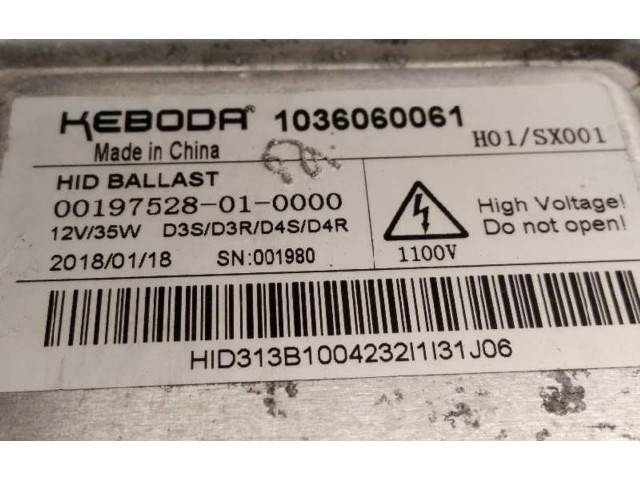 KEBODA® 1036060061
Made in China
H01/SX001
HID BALLAST
00197528-01-0000
12V/35W D3S/D3R/D4S/D4R
2018/01/18 SN:001980
1100V
High Voltage!
Do not open!
HID313B1004232I1I31J06